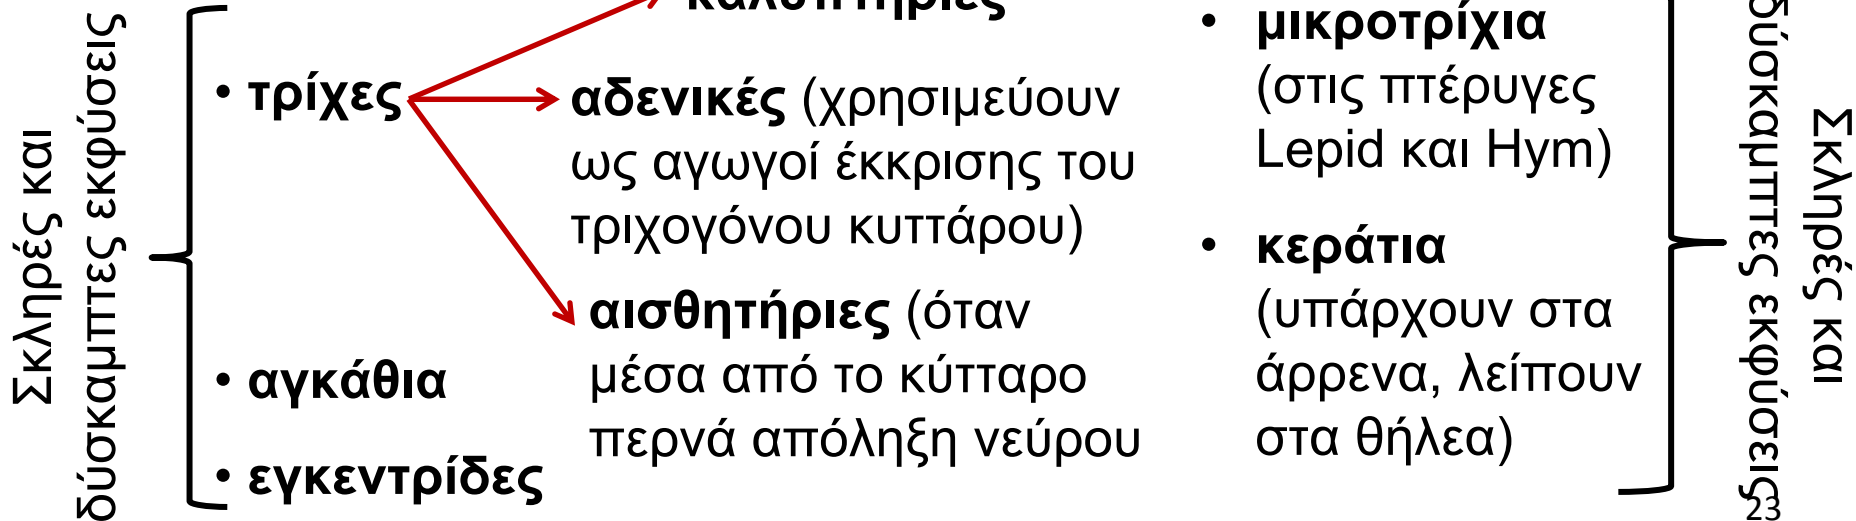 Σκληρές και
δύσκαμπτες εκφύσεις
καλυπτήριες
• τρίχες
αδενικές (χρησιμεύουν
ως αγωγοί έκκρισης του
τριχογόνου κυττάρου)
αισθητήριες (όταν
μέσα από το κύτταρο
περνά απόληξη νεύρου
• αγκάθια
• εγκεντρίδες
• μικροτρίχια
(στις πτέρυγες
Lepid και Hym)
• κεράτια
(υπάρχουν στα
άρρενα, λείπουν
στα θήλεα)
Σκληρές και
δύσκαμπτες εκφύσεις
23